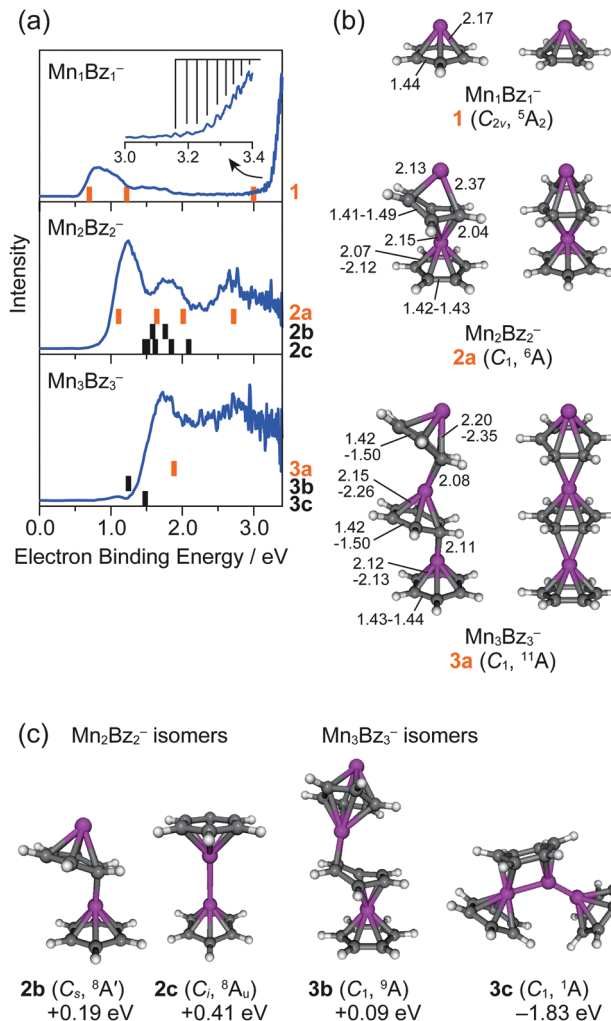 (a)
Mn₁Bz₁⁻
3.0 3.2 3.4
1
Mn₂Bz₂⁻
2a
2b
2c
Mn₃Bz₃⁻
3a
3b
3c
Intensity
0.0 1.0 2.0 3.0
Electron Binding Energy / eV
(b)
2.17
1.44
Mn₁Bz₁⁻
1 (C₂ᵥ, ⁵A₂)
2.13
2.37
1.41-1.49
2.15
2.04
2.07
-2.12
1.42-1.43
Mn₂Bz₂⁻
2a (C₁, ⁶A)
2.20
-2.35
1.42
-1.50
2.08
2.15
-2.26
1.42
-1.50
2.11
2.12
-2.13
1.43-1.44
Mn₃Bz₃⁻
3a (C₁, ¹¹A)
(c) Mn₂Bz₂⁻ isomers Mn₃Bz₃⁻ isomers
2b (Cₛ, ⁸A′) 2c (Cᵢ, ⁸Aᵤ) 3b (C₁, ⁹A) 3c (C₁, ¹A)
+0.19 eV +0.41 eV +0.09 eV –1.83 eV